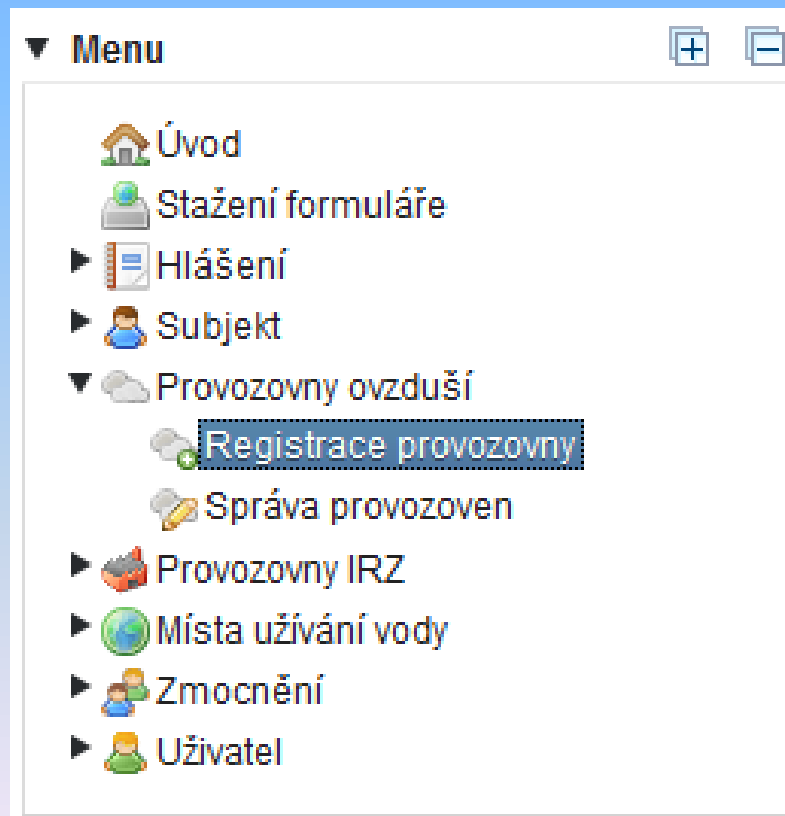 Menu
Úvod
Stažení formuláře
Hlášení
Subjekt
Provozovny ovzduší
Registrace provozovny
Správa provozoven
Provozovny IRZ
Místa užívání vody
Zmocnění
Uživatel